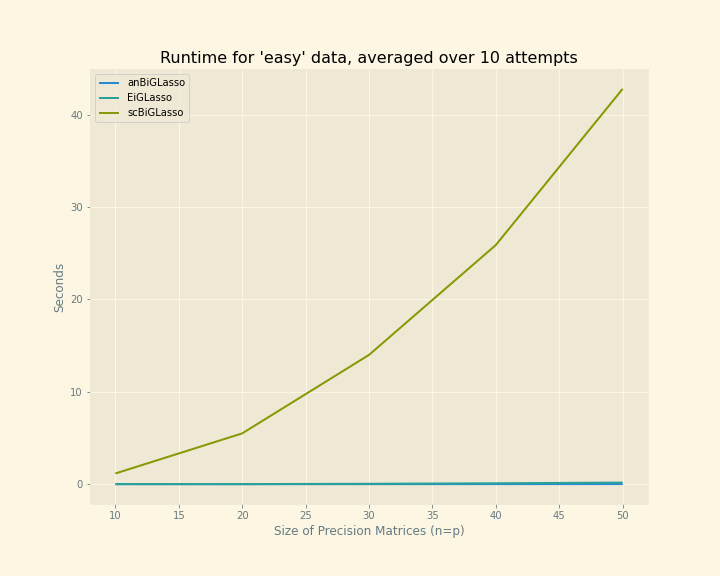 Runtime for 'easy' data, averaged over 10 attempts
anBiGLasso
EiGLasso
scBiGLasso
40
30
20
10
0
Seconds
10 15 20 25 30 35 40 45 50
Size of Precision Matrices (n=p)